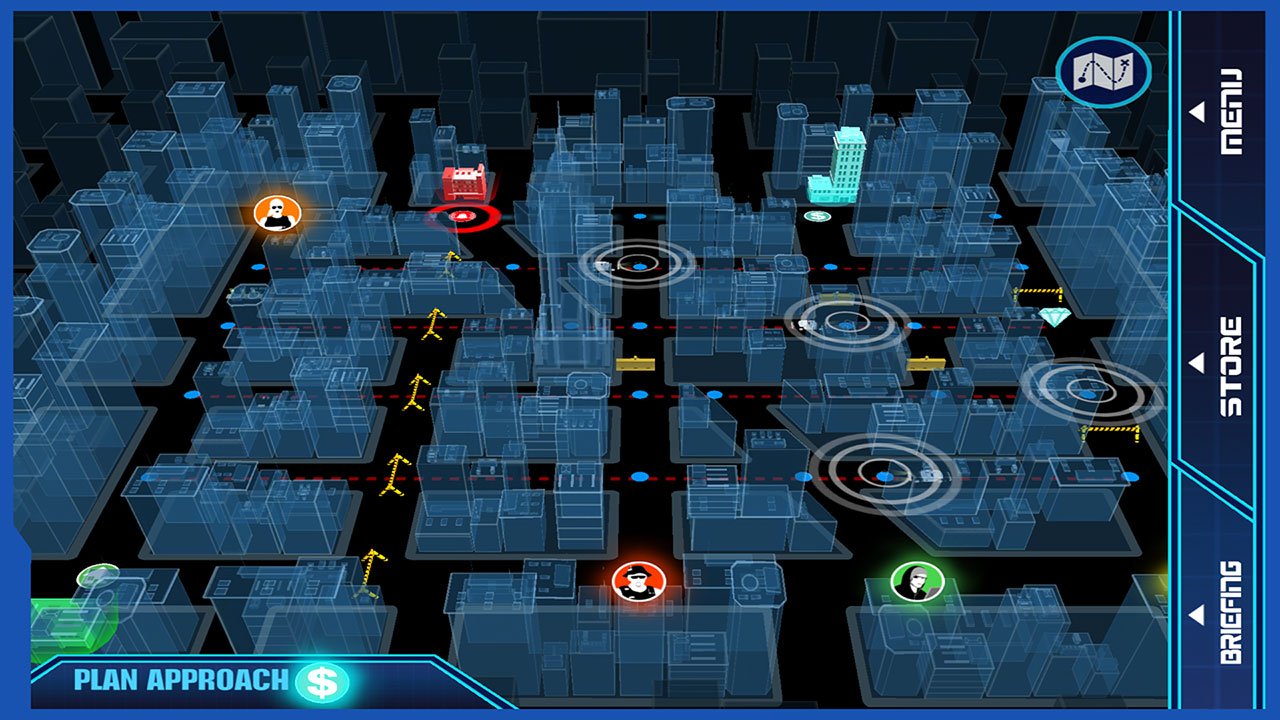 MENU
STORE
BRIEFING
PLAN APPROACH $
$